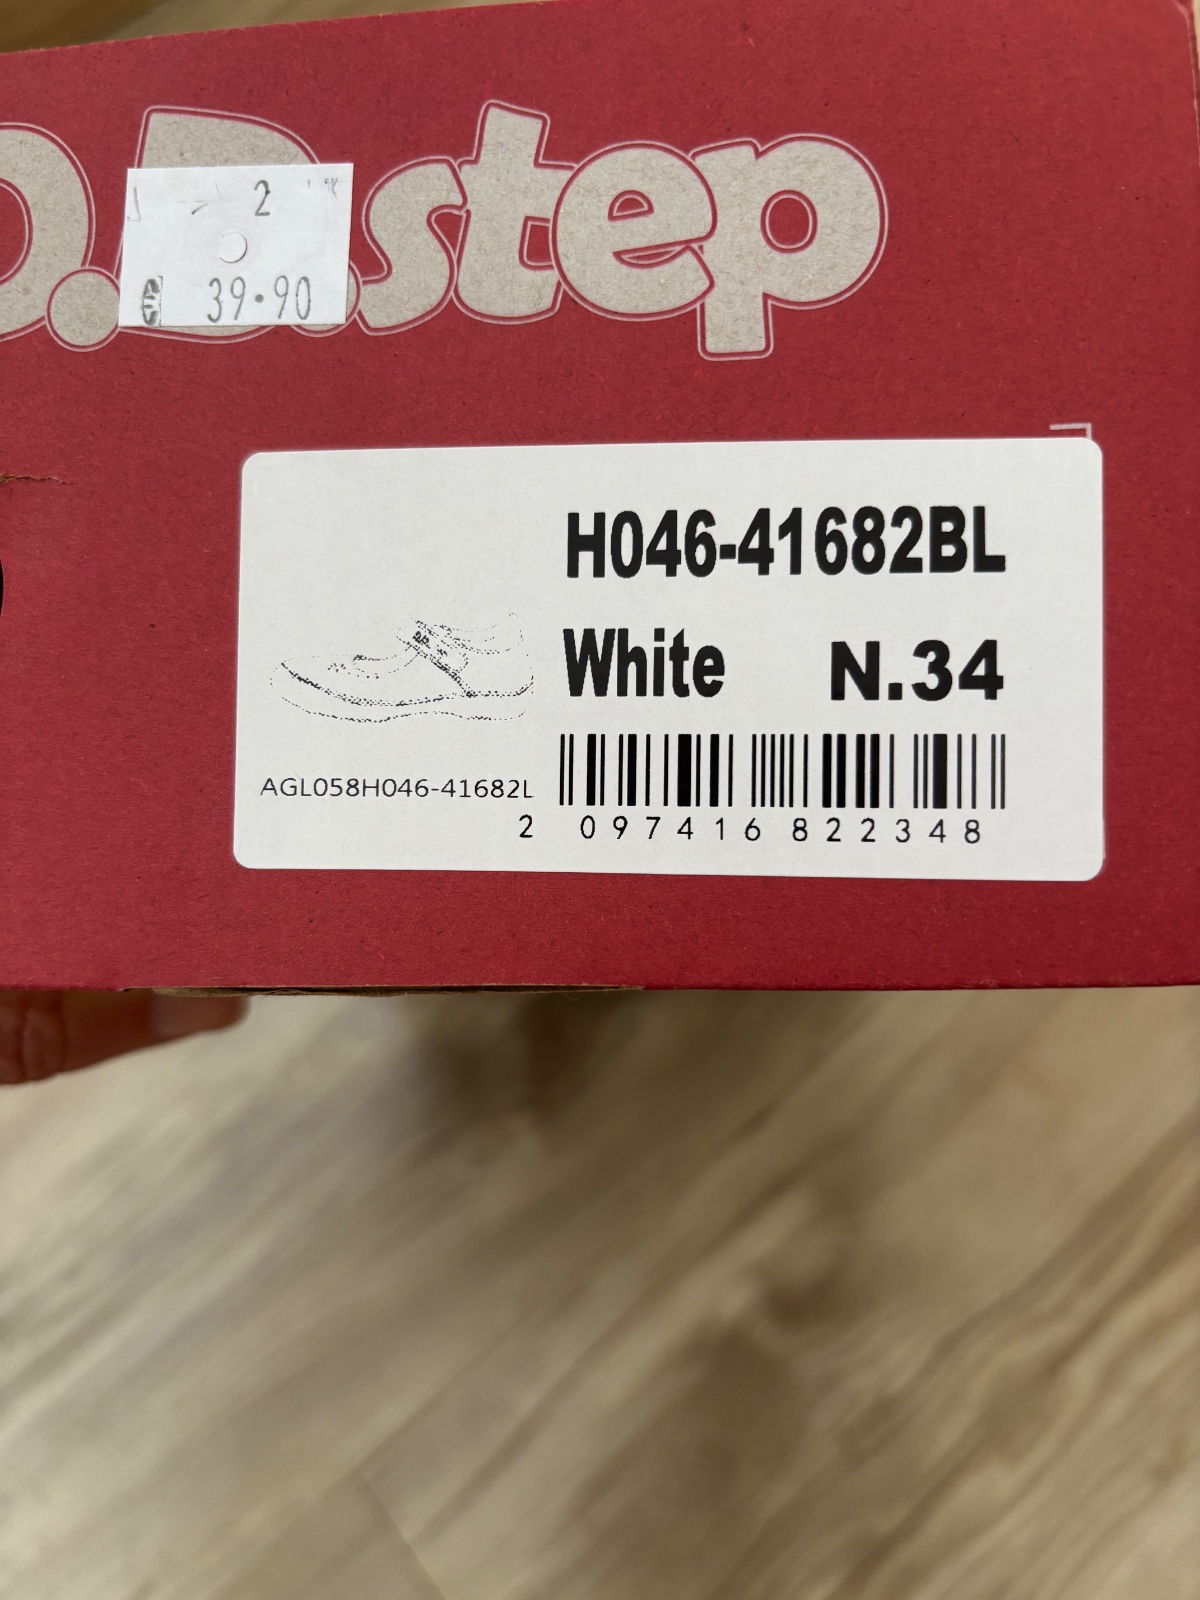 D.D.step
2
€ 39.90
H046-41682BL
White N.34
AGL058H046-41682L
2 097416 822348